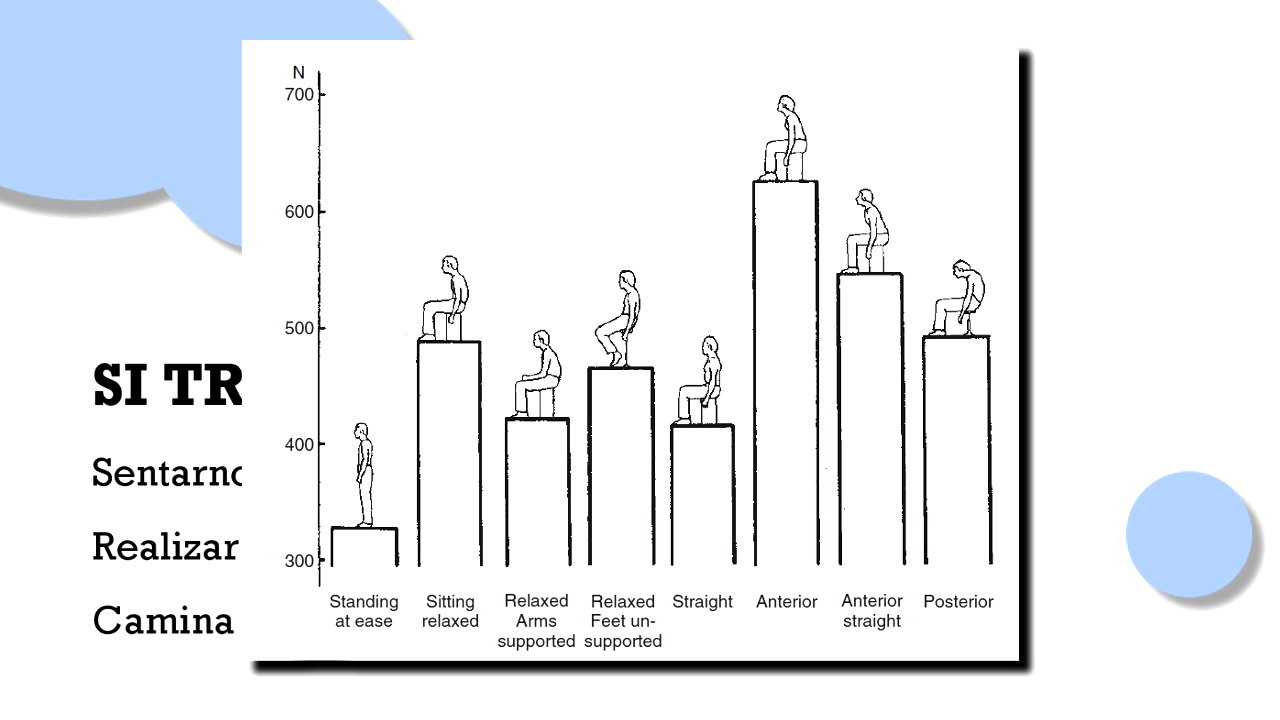 N
700
600
500
400
300
Standing at ease
Sitting relaxed
Relaxed Arms supported
Relaxed Feet un-supported
Straight
Anterior
Anterior straight
Posterior
SI TR
Sentarno
Realizar
Camina